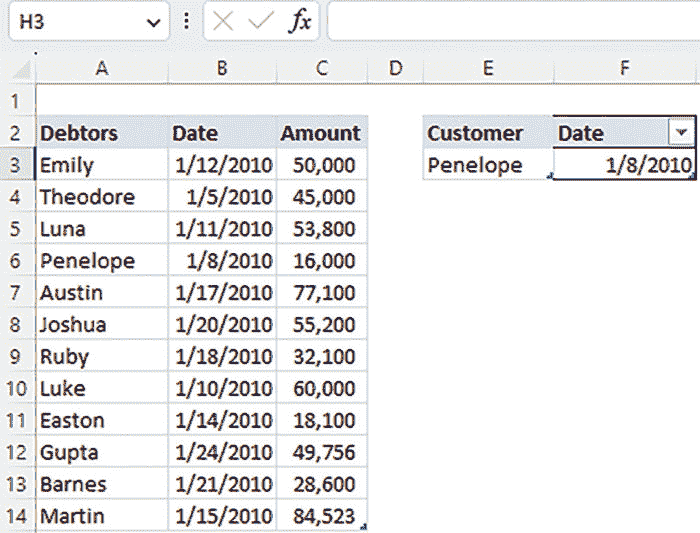 H3 fx
A B C D E F
1
2 Debtors Date Amount Customer Date
3 Emily 1/12/2010 50,000 Penelope 1/8/2010
4 Theodore 1/5/2010 45,000
5 Luna 1/11/2010 53,800
6 Penelope 1/8/2010 16,000
7 Austin 1/17/2010 77,100
8 Joshua 1/20/2010 55,200
9 Ruby 1/18/2010 32,100
10 Luke 1/10/2010 60,000
11 Easton 1/14/2010 18,100
12 Gupta 1/24/2010 49,756
13 Barnes 1/21/2010 28,600
14 Martin 1/15/2010 84,523